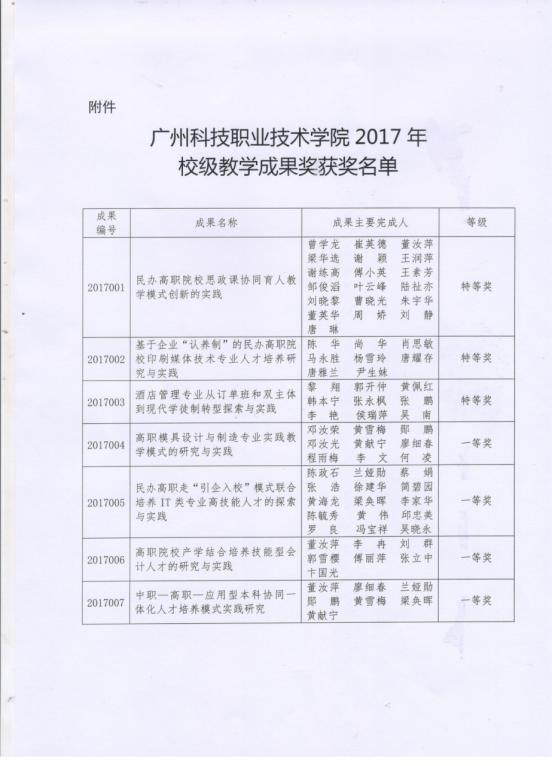 附件
广州科技职业技术学院 2017 年
校级教学成果奖获奖名单
成果编号 成果名称 成果主要完成人 等级
2017001 民办高职院校思政课协同育人教学模式创新的实践 特等奖
曾学龙 崔英德 董汝萍
梁华选 谢颖 王润萍
谢练高 傅小英 王素芳
邹俊滔 叶云峰 陆祉亦
刘晓黎 曹晓光 朱宇华
董英华 周娇 刘静
唐琳
2017002 基于企业“认养制”的民办高职院校印刷媒体技术专业人才培养研究与实践 特等奖
陈华 尚华 肖思敏
马永胜 杨雪玲 唐耀存
唐雅兰 尹生妹
2017003 酒店管理专业从订单班和双主体到现代学徒制转型探索与实践 特等奖
黎翔 郭开仲 黄佩红
韩本宁 张永枫 张鹏
李艳 侯瑞萍 吴南
2017004 高职模具设计与制造专业实践教学模式的研究与实践 一等奖
邓汝荣 黄雪梅 郧鹏
邓汝光 黄献宁 廖细春
程雨梅 李文 何凌
2017005 民办高职走“引企入校”模式联合培养 IT 类专业高技能人才的探索与实践 一等奖
陈政石 兰娅勋 蔡娟
张浩 徐建华 简碧园
黄海龙 梁奂晖 李家华
陈毓秀 黄伟 邱忠美
罗良 冯宝祥 吴晓永
2017006 高职院校产学结合培养技能型会计人才的研究与实践 一等奖
董汝萍 李冉 刘群
郭雪樱 傅丽萍 张立中
卞国光
2017007 中职—高职—应用型本科协同一体化人才培养模式实践研究 一等奖
董汝萍 廖细春 兰娅勋
郧鹏 黄雪梅 梁奂晖
黄献宁